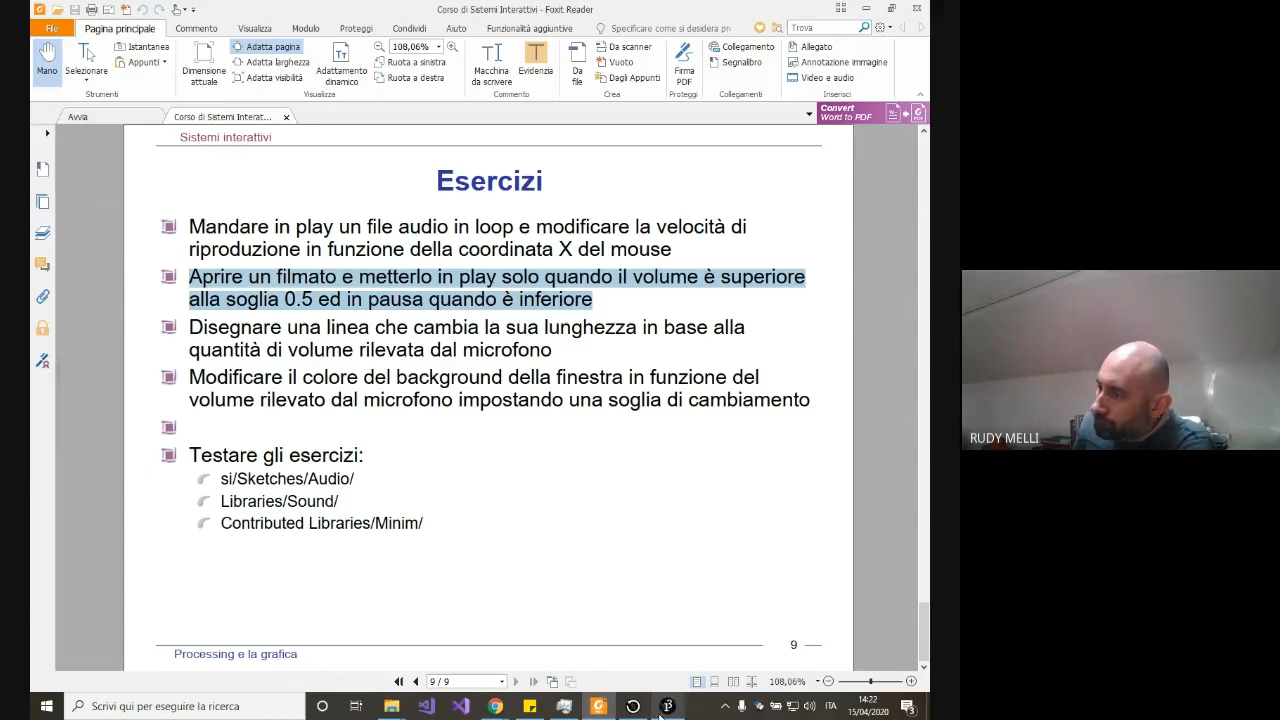 Corso di Sistemi Interattivi - Foxit Reader
File Pagina principale Commento Visualizza Modulo Proteggi Condividi Aiuto Funzionalità aggiuntive Specificare come si desidera pr Trova
Mano
Selezionare
Istantanea
Appunti
Strumenti
Dimensione attuale
Adatta pagina
Adatta larghezza
Adatta visibilità
Adattamento dinamico
108,06%
Ruota a sinistra
Ruota a destra
Visualizza
Macchina da scrivere
Evidenzia
Commento
Da file
Da scanner
Vuoto
Dagli Appunti
Crea
Firma PDF
Proteggi
Collegamento
Segnalibro
Collegamenti
Allegato
Annotazione immagine
Video e audio
Inserisci
Avvia Corso di Sistemi Interat... Convert Word to PDF
Sistemi interattivi
Esercizi
Mandare in play un file audio in loop e modificare la velocità di
riproduzione in funzione della coordinata X del mouse
Aprire un filmato e metterlo in play solo quando il volume è superiore
alla soglia 0.5 ed in pausa quando è inferiore
Disegnare una linea che cambia la sua lunghezza in base alla
quantità di volume rilevata dal microfono
Modificare il colore del background della finestra in funzione del
volume rilevato dal microfono impostando una soglia di cambiamento
Testare gli esercizi:
si/Sketches/Audio/
Libraries/Sound/
Contributed Libraries/Minim/
9
Processing e la grafica
9 / 9 108,06%
Scrivi qui per eseguire la ricerca
ITA
14:22
15/04/2020
3
RUDY MELLI